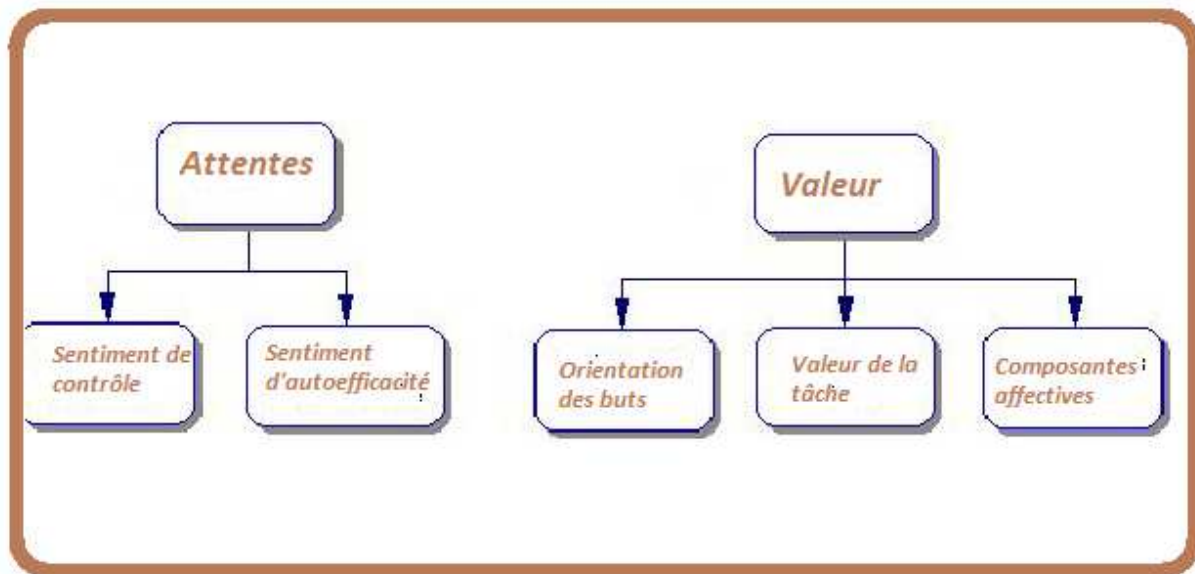 Attentes
Valeur
Sentiment de
contrôle
Sentiment
d'autoefficacité
Orientation
des buts
Valeur de la
tâche
Composantes
affectives